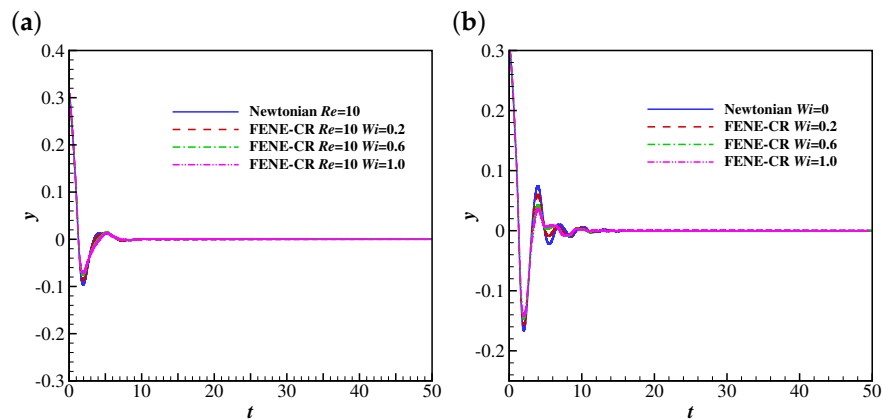 (a)
0.4
0.3
0.2
0.1
0
-0.1
-0.2
-0.3
y
0 10 20 30 40 50
t
Newtonian Re=10
FENE-CR Re=10 Wi=0.2
FENE-CR Re=10 Wi=0.6
FENE-CR Re=10 Wi=1.0
(b)
0.3
0.2
0.1
0
-0.1
-0.2
y
0 10 20 30 40 50
t
Newtonian Wi=0
FENE-CR Wi=0.2
FENE-CR Wi=0.6
FENE-CR Wi=1.0